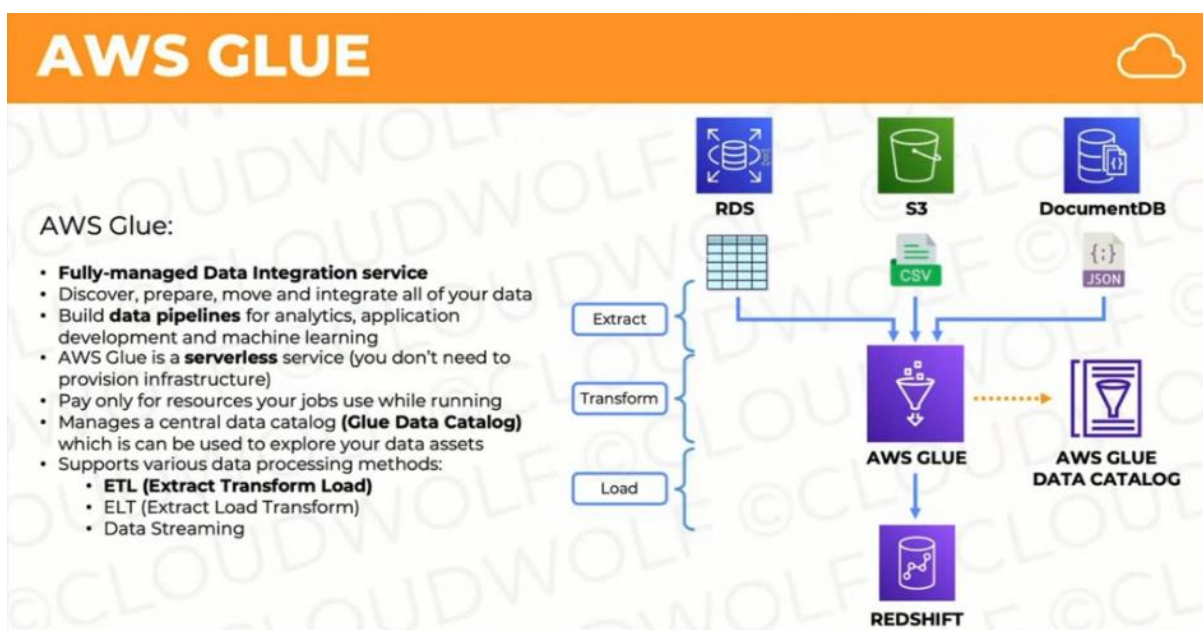 AWS GLUE
AWS Glue:
• Fully-managed Data Integration service
• Discover, prepare, move and integrate all of your data
• Build data pipelines for analytics, application
development and machine learning
• AWS Glue is a serverless service (you don't need to
provision infrastructure)
• Pay only for resources your jobs use while running
• Manages a central data catalog (Glue Data Catalog)
which is can be used to explore your data assets
• Supports various data processing methods:
• ETL (Extract Transform Load)
• ELT (Extract Load Transform)
• Data Streaming
RDS
S3
DocumentDB
CSV
{;}
JSON
Extract
Transform
Load
AWS GLUE
AWS GLUE
DATA CATALOG
REDSHIFT
©CLOUDWOLF